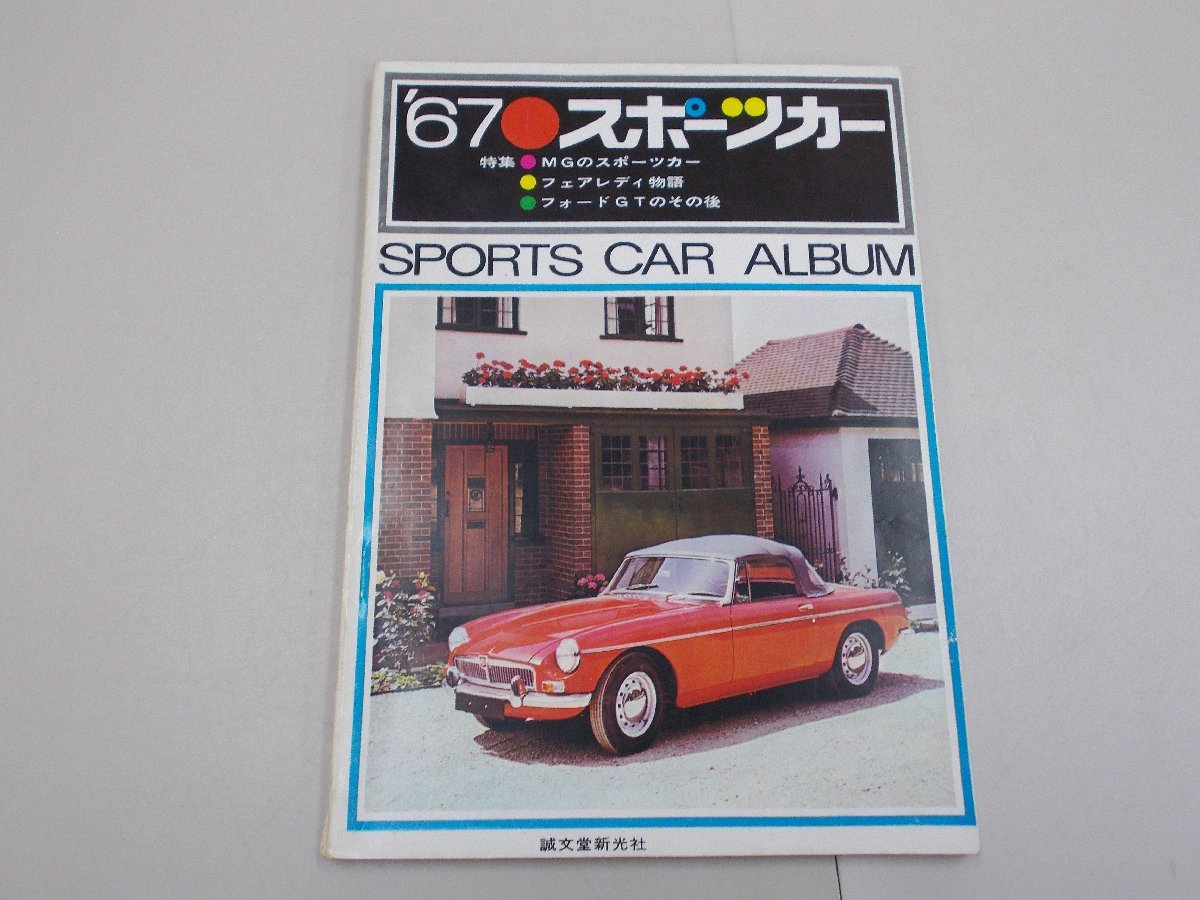 '67●スポーツカー
特集●MGのスポーツカー
●フェアレディ物語
●フォードGTのその後
SPORTS CAR ALBUM
誠文堂新光社